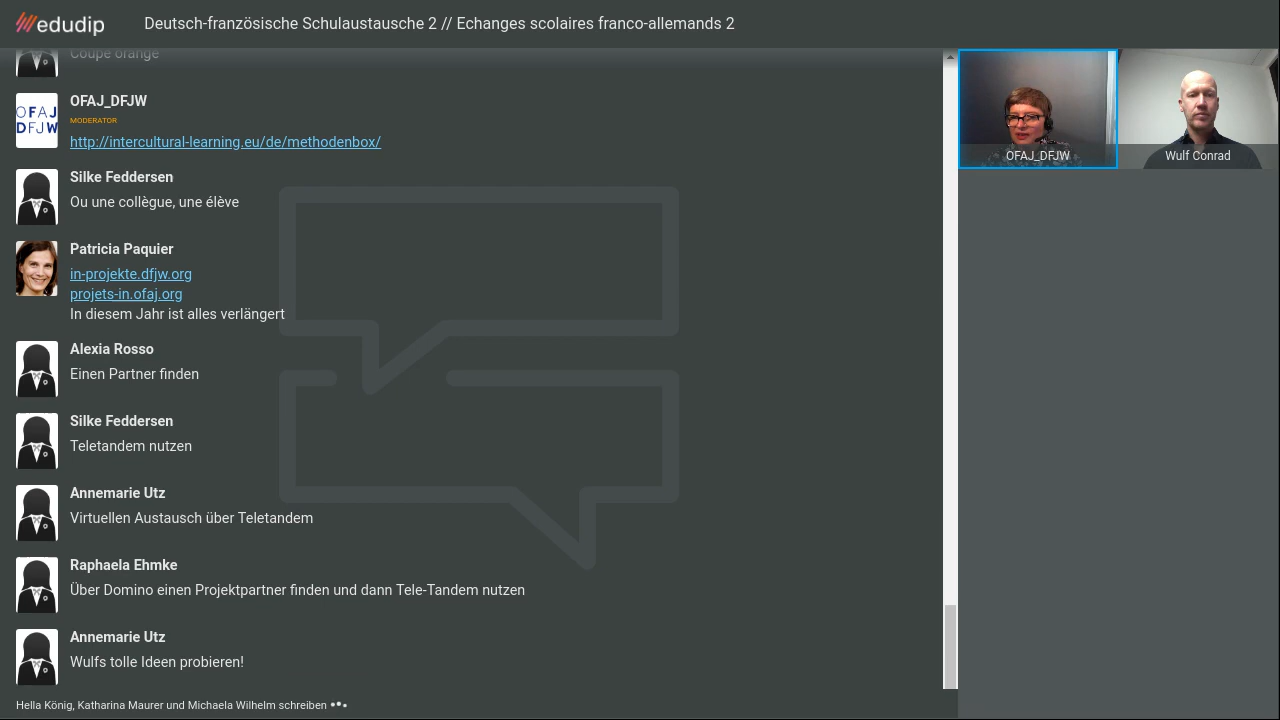 edudip
Deutsch-französische Schulaustausche 2 // Echanges scolaires franco-allemands 2
Coupe orange
OFAJ
DFJW
OFAJ_DFJW
MODERATOR
http://intercultural-learning.eu/de/methodenbox/
Silke Feddersen
Ou une collègue, une élève
Patricia Paquier
in-projekte.dfjw.org
projets-in.ofaj.org
In diesem Jahr ist alles verlängert
Alexia Rosso
Einen Partner finden
Silke Feddersen
Teletandem nutzen
Annemarie Utz
Virtuellen Austausch über Teletandem
Raphaela Ehmke
Über Domino einen Projektpartner finden und dann Tele-Tandem nutzen
Annemarie Utz
Wulfs tolle Ideen probieren!
Hella König, Katharina Maurer und Michaela Wilhelm schreiben
OFAJ_DFJW
Wulf Conrad